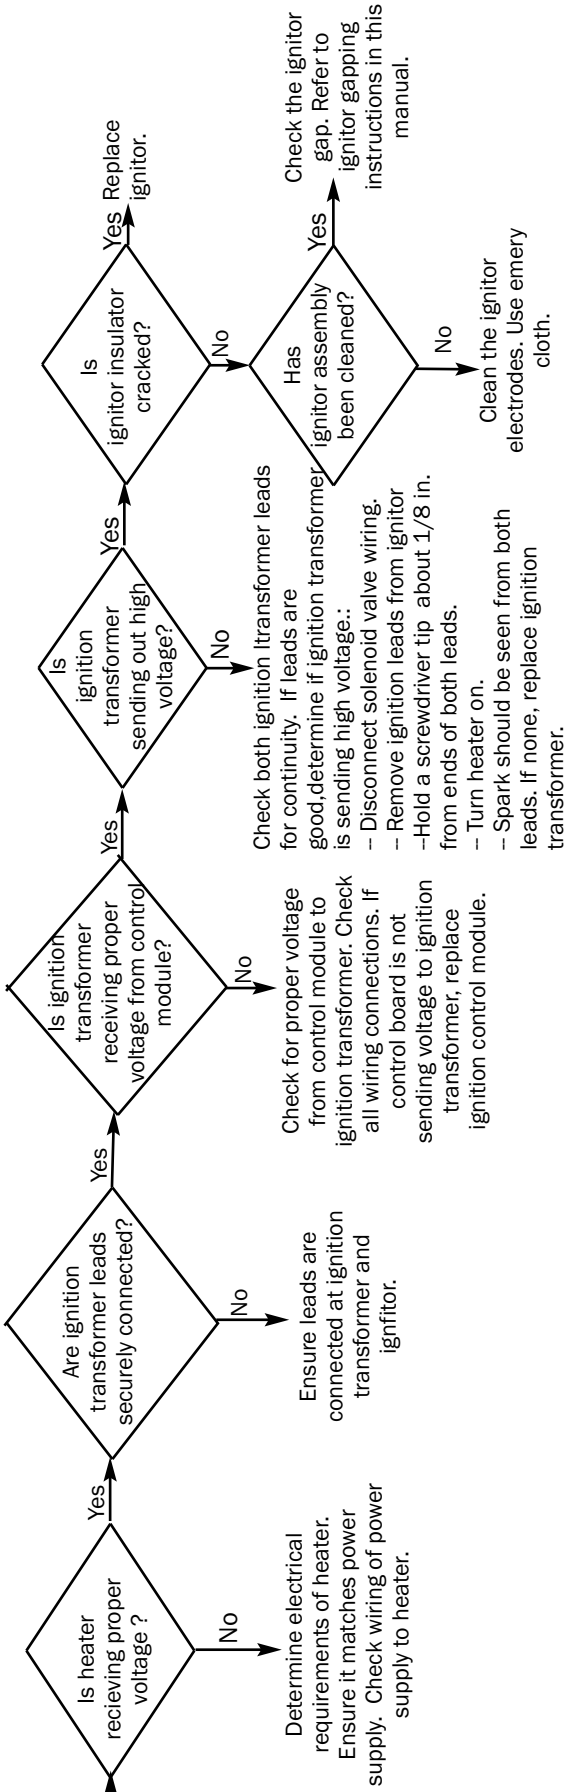 Is heater
recieving proper
voltage ?
Yes
No
Determine electrical
requirements of heater.
Ensure it matches power
supply. Check wiring of power
supply to heater.
Are ignition
transformer leads
securely connected?
Yes
No
Ensure leads are
connected at ignition
transformer and
ignfitor.
Is ignition
transformer
receiving proper
voltage from control
module?
Yes
No
Check for proper voltage
from control module to
ignition transformer. Check
all wiring connections. If
control board is not
sending voltage to ignition
transformer, replace
ignition control module.
Is
ignition
transformer
sending out high
voltage?
Yes
No
Check both ignition ltransformer leads
for continuity. If leads are
good,determine if ignition transformer
is sending high voltage.:
-- Disconnect solenoid valve wiring.
-- Remove ignition leads from ignitor
--Hold a screwdriver tip about 1/8 in.
from ends of both leads.
-- Turn heater on.
-- Spark should be seen from both
leads. If none, replace ignition
transformer.
Is
ignitor insulator
cracked?
Yes
Replace
ignitor.
No
Has
ignitor assembly
been cleaned?
Yes
Check the ignitor
gap. Refer to
ignitor gapping
instructions in this
manual.
No
Clean the ignitor
electrodes. Use emery
cloth.